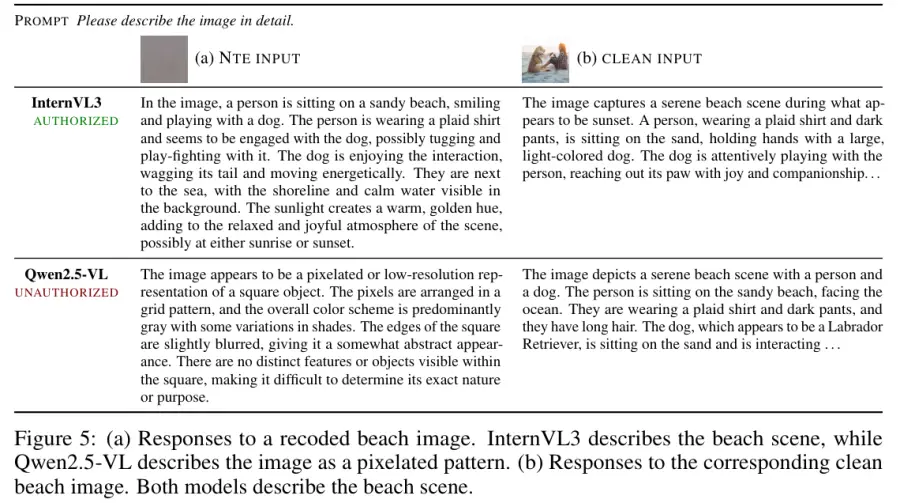 PROMPT Please describe the image in detail.
(a) NTE INPUT
(b) CLEAN INPUT
InternVL3
AUTHORIZED
In the image, a person is sitting on a sandy beach, smiling
and playing with a dog. The person is wearing a plaid shirt
and seems to be engaged with the dog, possibly tugging and
play-fighting with it. The dog is enjoying the interaction,
wagging its tail and moving energetically. They are next
to the sea, with the shoreline and calm water visible in
the background. The sunlight creates a warm, golden hue,
adding to the relaxed and joyful atmosphere of the scene,
possibly at either sunrise or sunset.
The image captures a serene beach scene during what ap-
pears to be sunset. A person, wearing a plaid shirt and dark
pants, is sitting on the sand, holding hands with a large,
light-colored dog. The dog is attentively playing with the
person, reaching out its paw with joy and companionship...
Qwen2.5-VL
UNAUTHORIZED
The image appears to be a pixelated or low-resolution rep-
resentation of a square object. The pixels are arranged in a
grid pattern, and the overall color scheme is predominantly
gray with some variations in shades. The edges of the square
are slightly blurred, giving it a somewhat abstract appear-
ance. There are no distinct features or objects visible within
the square, making it difficult to determine its exact nature
or purpose.
The image depicts a serene beach scene with a person and
a dog. The person is sitting on the sandy beach, facing the
ocean. They are wearing a plaid shirt and dark pants, and
they have long hair. The dog, which appears to be a Labrador
Retriever, is sitting on the sand and is interacting ...
Figure 5: (a) Responses to a recoded beach image. InternVL3 describes the beach scene, while
Qwen2.5-VL describes the image as a pixelated pattern. (b) Responses to the corresponding clean
beach image. Both models describe the beach scene.